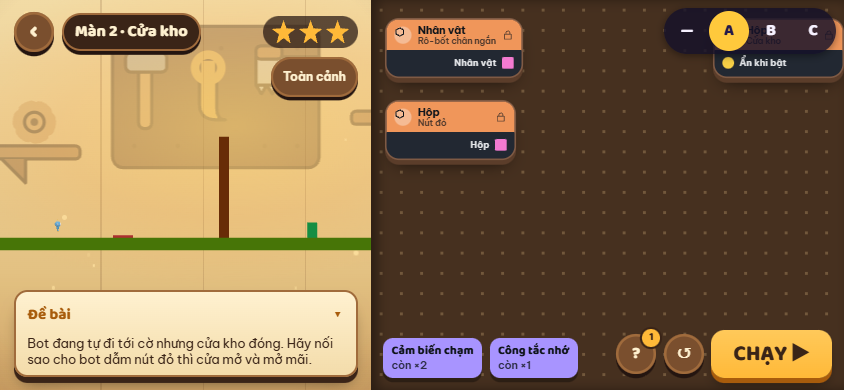 Màn 2 • Cửa kho
Toàn cảnh
Đề bài
Bot đang tự đi tới cờ nhưng cửa kho đóng. Hãy nối
sao cho bot dẫm nút đỏ thì cửa mở và mở mãi.
Nhân vật
Rô-bốt chân ngắn
Nhân vật
Hộp
Nút đỏ
Hộp
A
B
C
Hộp
Cửa kho
Ẩn khi bật
Cảm biến chạm
còn ×2
Công tắc nhớ
còn ×1
?
1
CHẠY